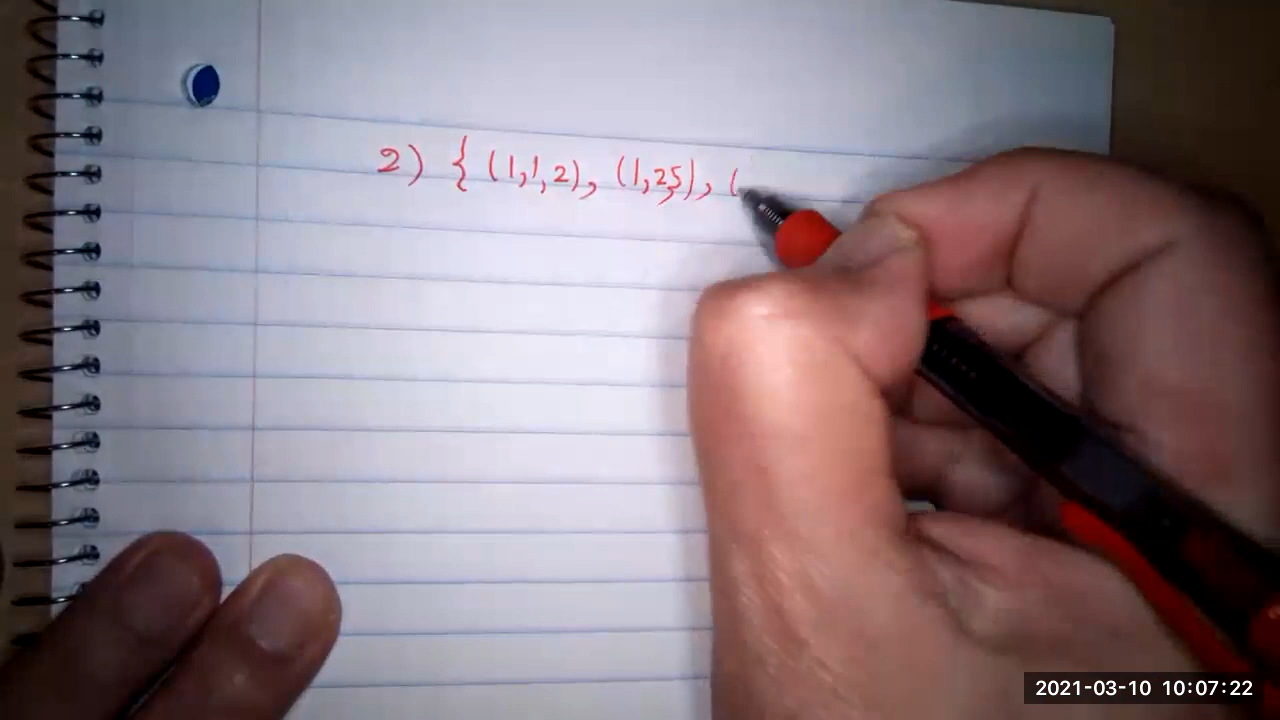 2) { (1,1,2), (1,2,5), (
2021-03-10 10:07:22